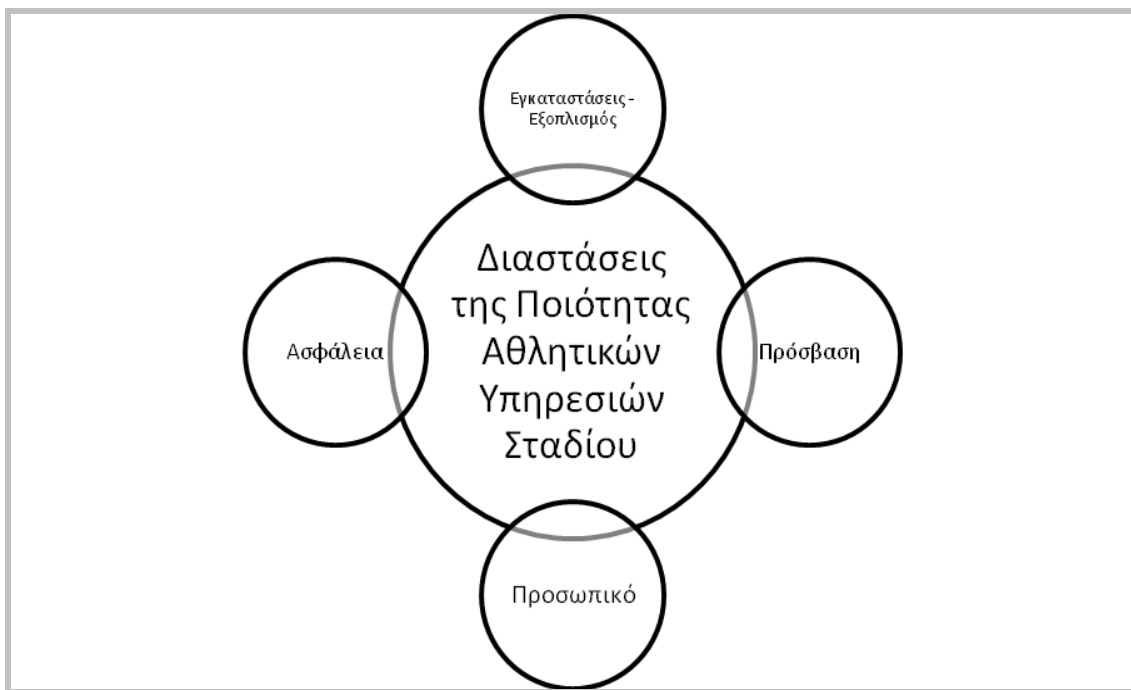 Εγκαταστάσεις -
Εξοπλισμός
Διαστάσεις
της Ποιότητας
Αθλητικών
Υπηρεσιών
Σταδίου
Ασφάλεια
Πρόσβαση
Προσωπικό